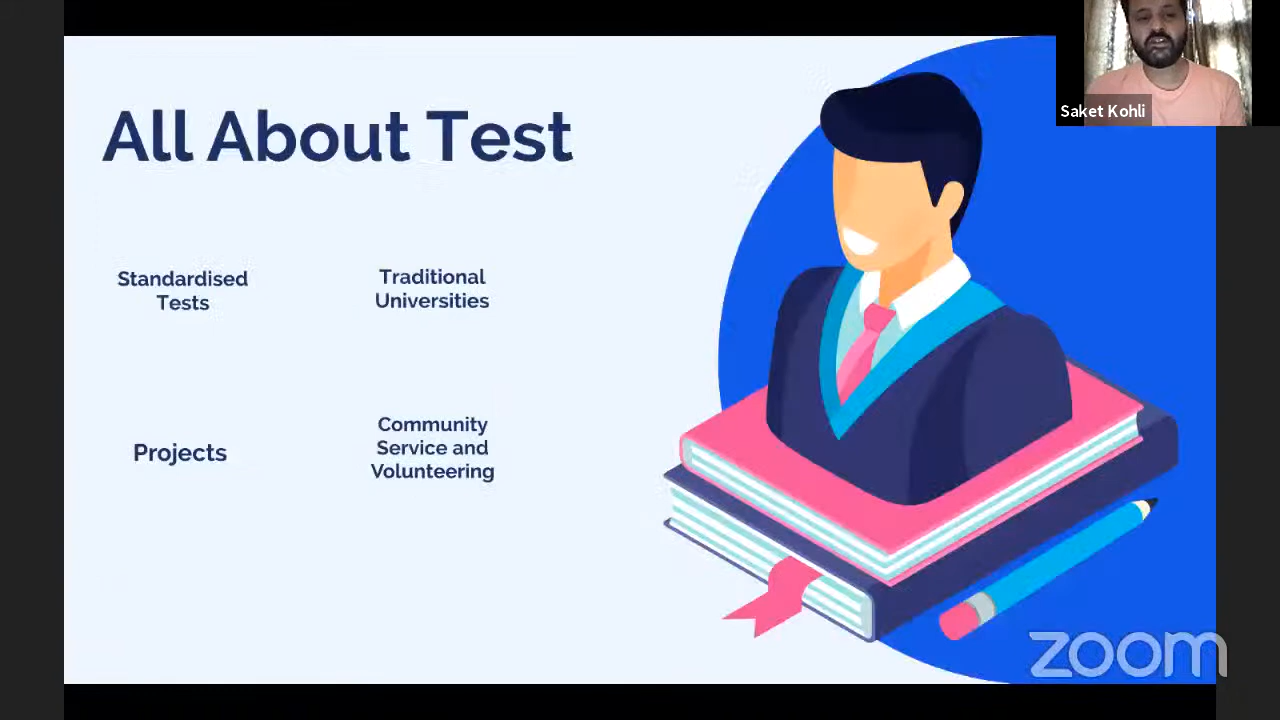 All About Test
Saket Kohli
Standardised
Tests
Traditional
Universities
Projects
Community
Service and
Volunteering
zoom